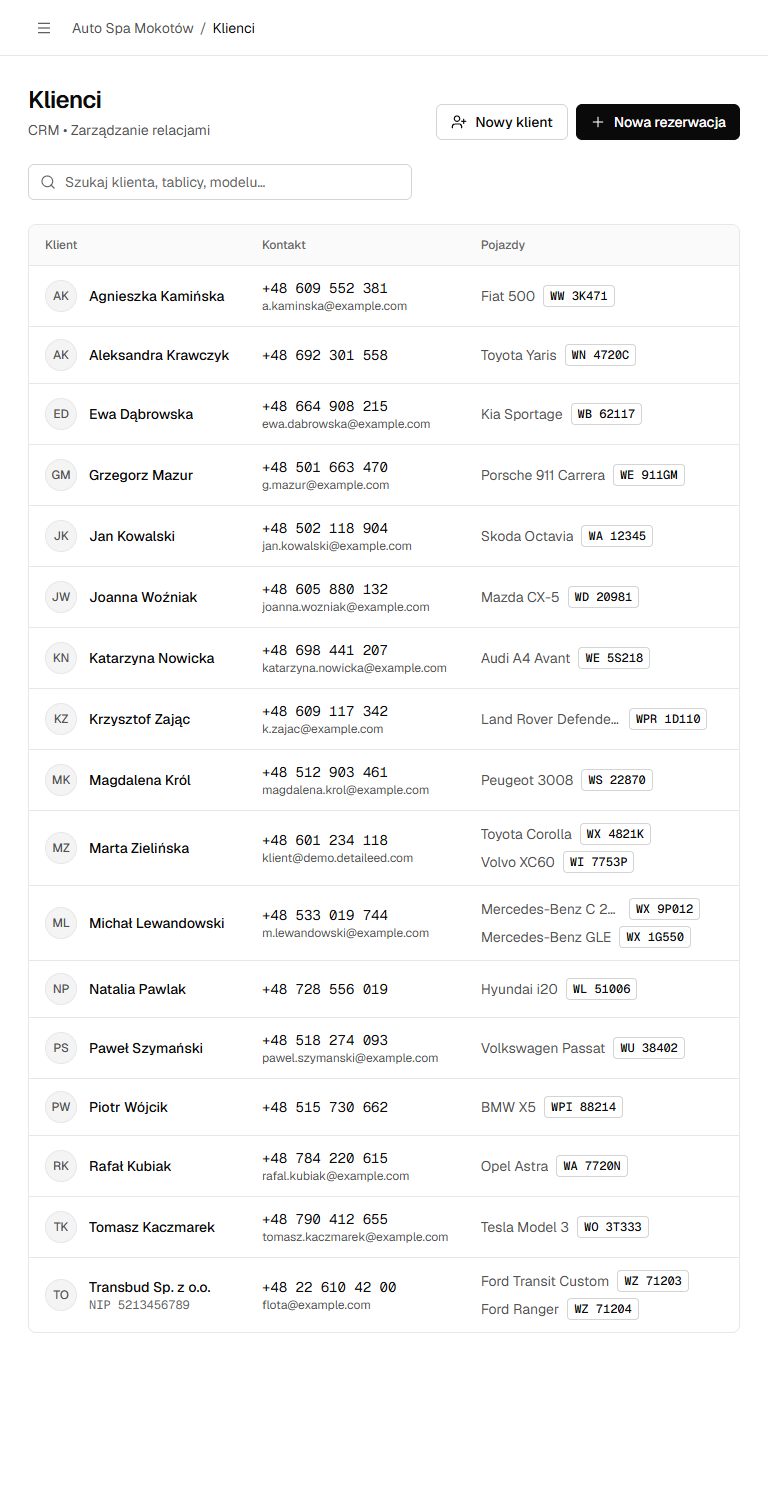 Auto Spa Mokotów / Klienci
Klienci
CRM • Zarządzanie relacjami
Nowy klient
Nowa rezerwacja
Szukaj klienta, tablicy, modelu...
Klient Kontakt Pojazdy
AK Agnieszka Kamińska +48 609 552 381 Fiat 500 WW 3K471
a.kaminska@example.com
AK Aleksandra Krawczyk +48 692 301 558 Toyota Yaris WN 4720C
ED Ewa Dąbrowska +48 664 908 215 Kia Sportage WB 62117
ewa.dabrowska@example.com
GM Grzegorz Mazur +48 501 663 470 Porsche 911 Carrera WE 911GM
g.mazur@example.com
JK Jan Kowalski +48 502 118 904 Skoda Octavia WA 12345
jan.kowalski@example.com
JW Joanna Woźniak +48 605 880 132 Mazda CX-5 WD 20981
joanna.wozniak@example.com
KN Katarzyna Nowicka +48 698 441 207 Audi A4 Avant WE 5S218
katarzyna.nowicka@example.com
KZ Krzysztof Zając +48 609 117 342 Land Rover Defende... WPR 1D110
k.zajac@example.com
MK Magdalena Król +48 512 903 461 Peugeot 3008 WS 22870
magdalena.krol@example.com
MZ Marta Zielińska +48 601 234 118 Toyota Corolla WX 4821K
klient@demo.detaileed.com Volvo XC60 WI 7753P
ML Michał Lewandowski +48 533 019 744 Mercedes-Benz C 2... WX 9P012
m.lewandowski@example.com Mercedes-Benz GLE WX 1G550
NP Natalia Pawlak +48 728 556 019 Hyundai i20 WL 51006
PS Paweł Szymański +48 518 274 093 Volkswagen Passat WU 38402
pawel.szymanski@example.com
PW Piotr Wójcik +48 515 730 662 BMW X5 WPI 88214
RK Rafał Kubiak +48 784 220 615 Opel Astra WA 7720N
rafal.kubiak@example.com
TK Tomasz Kaczmarek +48 790 412 655 Tesla Model 3 WO 3T333
tomasz.kaczmarek@example.com
TO Transbud Sp. z o.o. +48 22 610 42 00 Ford Transit Custom WZ 71203
NIP 5213456789 flota@example.com Ford Ranger WZ 71204